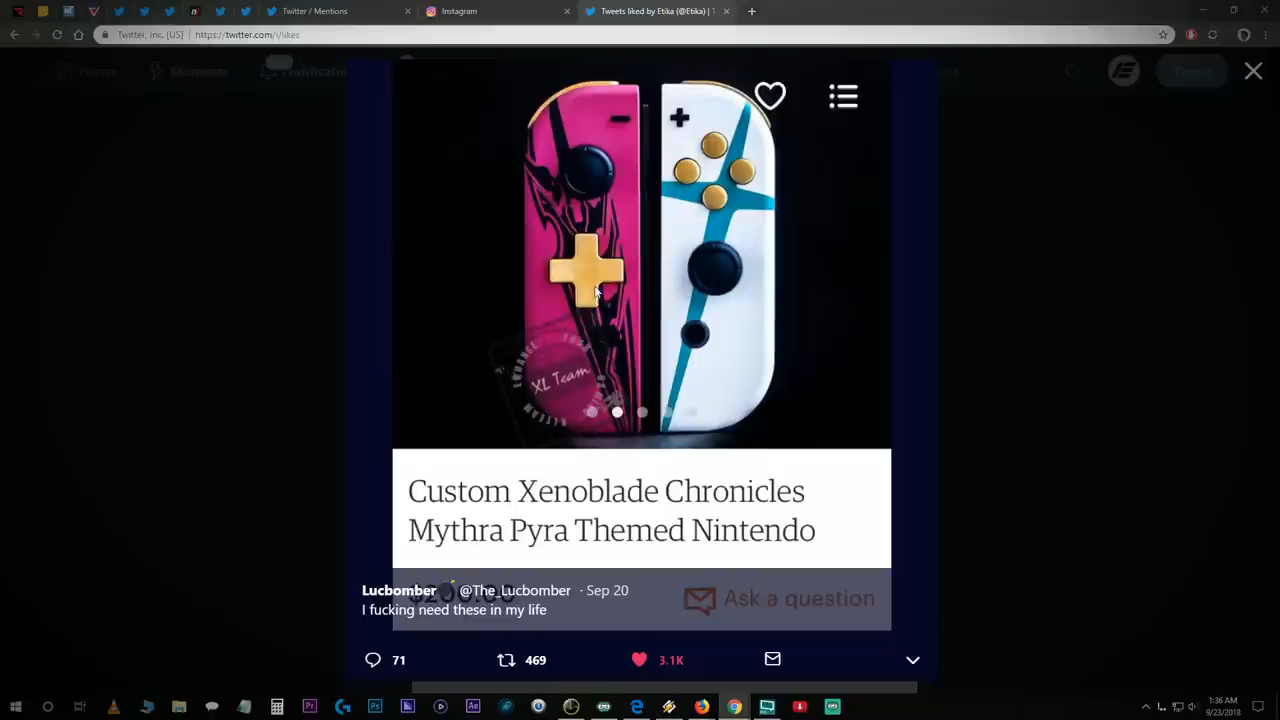 Twitter / Mentions
Instagram
Tweets liked by Etika (@Etika) | T
Twitter, Inc. [US] | https://twitter.com/i/likes
Home
Moments
XL Team
Custom Xenoblade Chronicles
Mythra Pyra Themed Nintendo
Lucbomber @The_Lucbomber · Sep 20
I fucking need these in my life
Ask a question
71
469
3.1K
1:36 AM
9/23/2018